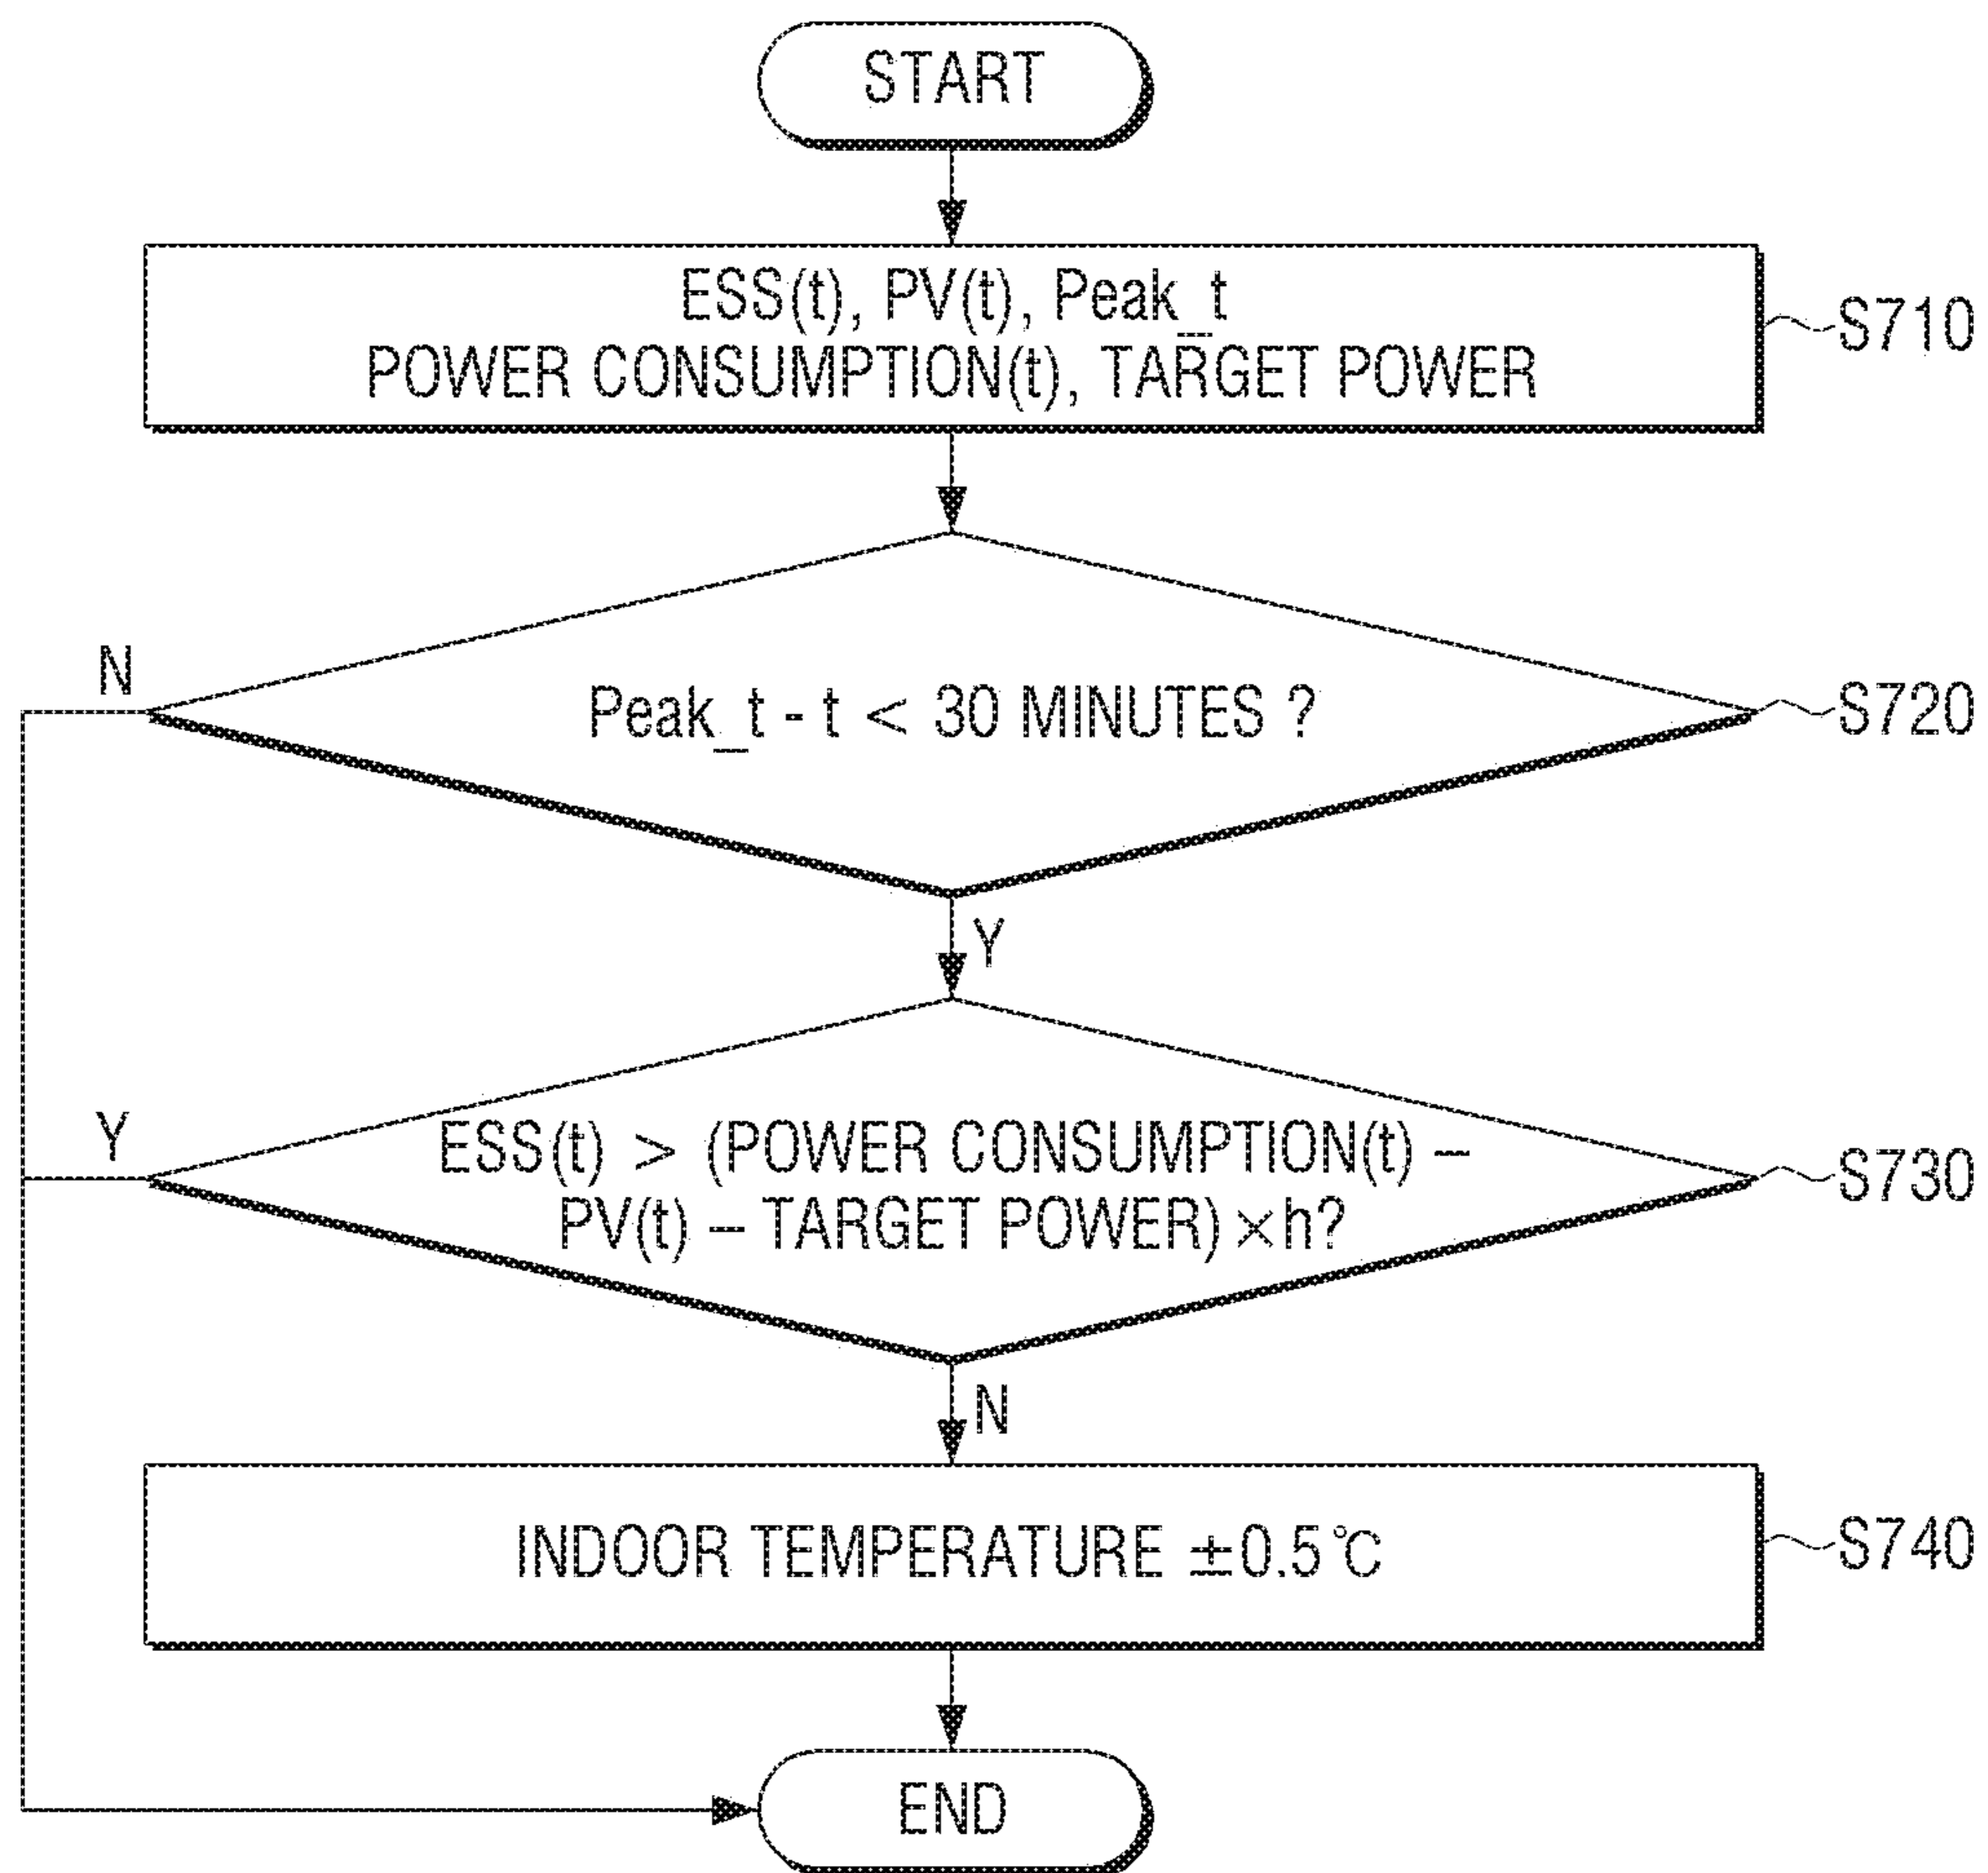 START
ESS(t), PV(t), Peak_t
POWER CONSUMPTION(t), TARGET POWER
S710
N
Peak_t - t < 30 MINUTES ?
S720
Y
Y
ESS(t) > (POWER CONSUMPTION(t) –
PV(t) – TARGET POWER) ×h?
S730
N
INDOOR TEMPERATURE ±0.5℃
S740
END